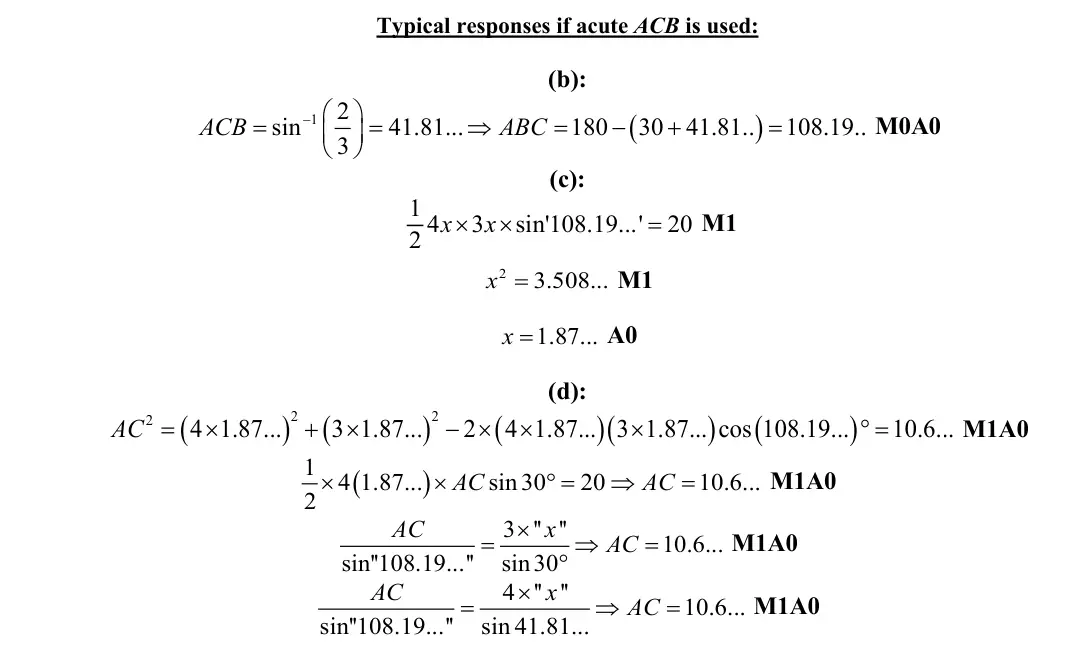 Typical responses if acute ACB is used:
(b):
ACB = sin⁻¹(2/3) = 41.81... ⇒ ABC = 180 − (30 + 41.81..) = 108.19.. M0A0
(c):
1/2 4x × 3x × sin'108.19...' = 20 M1
x² = 3.508... M1
x = 1.87... A0
(d):
AC² = (4×1.87...)² + (3×1.87...)² − 2×(4×1.87...)(3×1.87...)cos(108.19...)° = 10.6... M1A0
1/2 × 4(1.87...) × AC sin 30° = 20 ⇒ AC = 10.6... M1A0
AC/sin"108.19..." = 3×"x"/sin 30° ⇒ AC = 10.6... M1A0
AC/sin"108.19..." = 4×"x"/sin 41.81... ⇒ AC = 10.6... M1A0